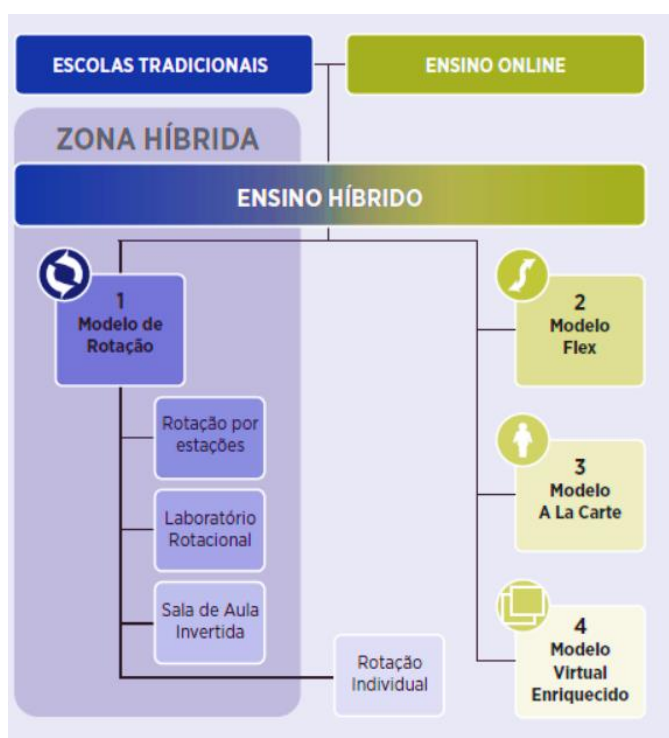 ESCOLAS TRADICIONAIS
ENSINO ONLINE
ZONA HÍBRIDA
ENSINO HÍBRIDO
1
Modelo de
Rotação
Rotação por
estações
Laboratório
Rotacional
Sala de Aula
Invertida
Rotação
Individual
2
Modelo
Flex
3
Modelo
A La Carte
4
Modelo
Virtual
Enriquecido